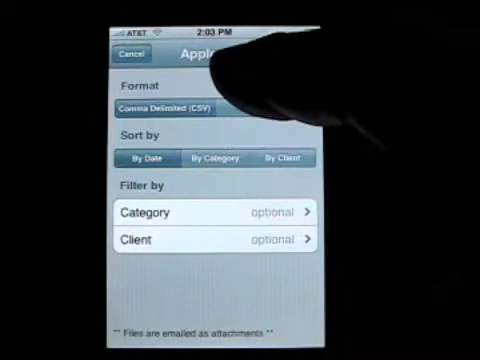 AT&T 2:03 PM
Cancel
Format
Comma Delimited (CSV)
Sort by
By Date By Category By Client
Filter by
Category optional
Client optional
** Files are emailed as attachments **